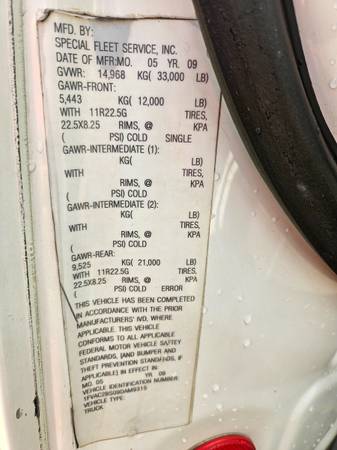 MFD. BY:
SPECIAL FLEET SERVICE, INC.
DATE OF MFR:MO. 05 YR. 09
GVWR: 14,968 KG( 33,000 LB)
GAWR-FRONT:
5,443 KG( 12,000 LB)
WITH 11R22.5G TIRES,
22.5X8.25 RIMS, @ KPA
( PSI) COLD SINGLE
GAWR-INTERMEDIATE (1):
KG( LB)
WITH TIRES,
RIMS, @ KPA
( PSI) COLD
GAWR-INTERMEDIATE (2):
KG( LB)
WITH TIRES,
RIMS, @ KPA
( PSI) COLD
GAWR-REAR:
9,525 KG( 21,000 LB)
WITH 11R22.5G TIRES,
22.5X8.25 RIMS, @ KPA
( PSI) COLD ERROR
THIS VEHICLE HAS BEEN COMPLETED
IN ACCORDANCE WITH THE PRIOR
MANUFACTURERS' IVD, WHERE
APPLICABLE. THIS VEHICLE
CONFORMS TO ALL APPLICABLE
FEDERAL MOTOR VEHICLE SAFTEY
STANDARDS, [AND BUMPER AND
THEFT PREVENTION STANDARDS, IF
APPLICABLE] IN EFFECT IN
MO. 05 YR 09
VEHICLE IDENTIFICATION NUMBER:
VEHICLE TYPE:
TRUCK